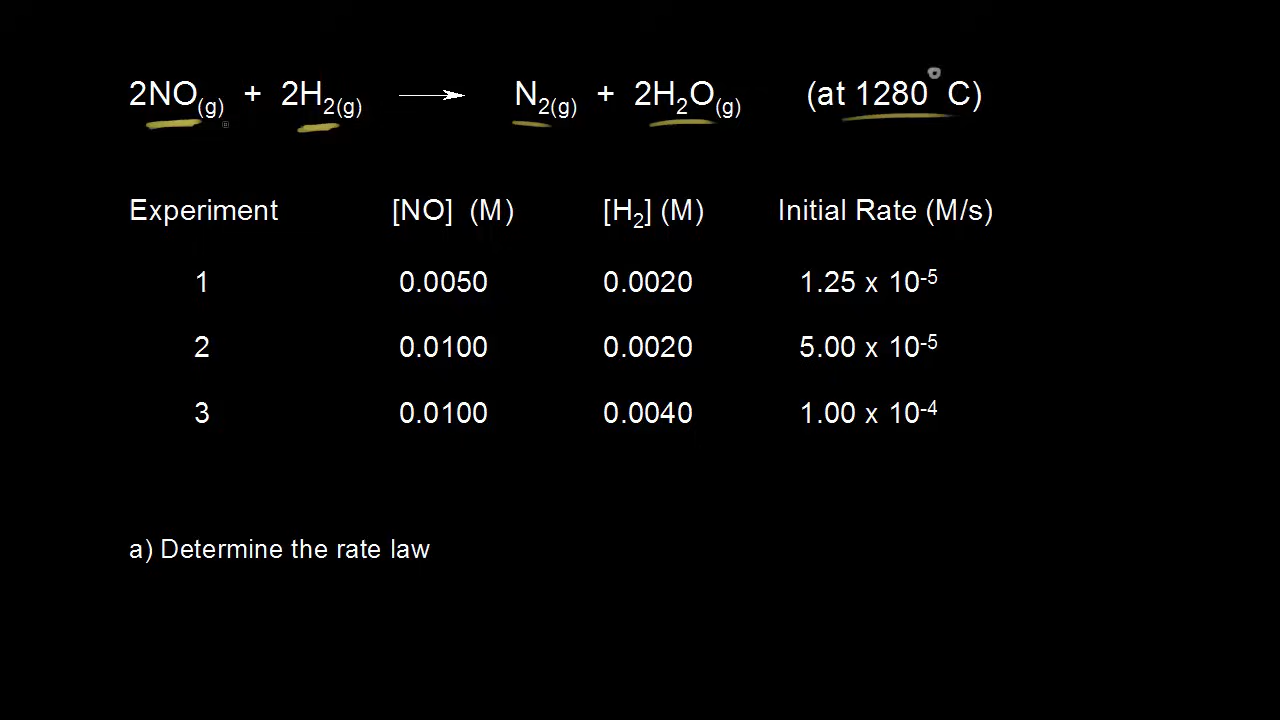 2NO(g) + 2H2(g) → N2(g) + 2H2O(g) (at 1280° C)
Experiment [NO] (M) [H2] (M) Initial Rate (M/s)
1 0.0050 0.0020 1.25 x 10-5
2 0.0100 0.0020 5.00 x 10-5
3 0.0100 0.0040 1.00 x 10-4
a) Determine the rate law